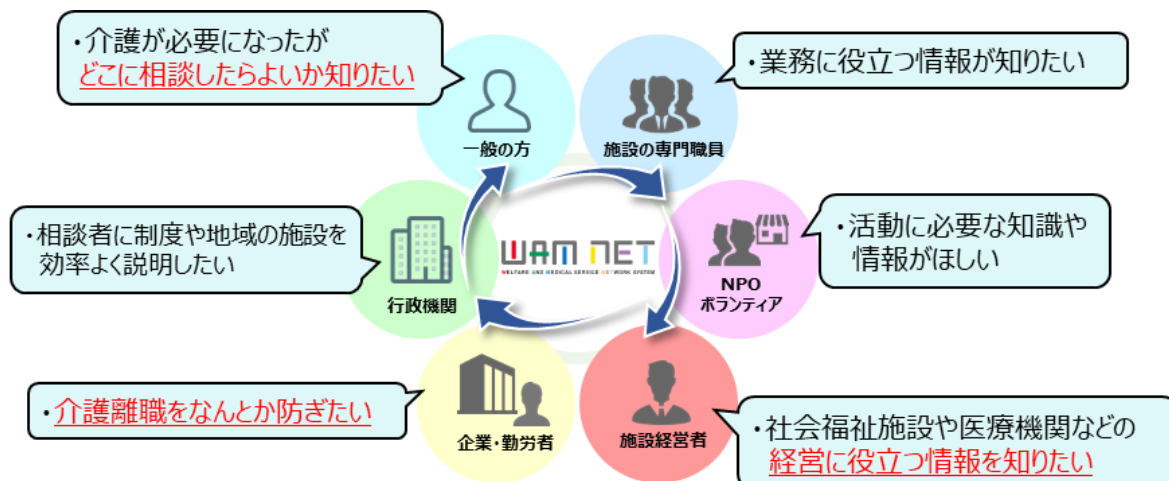 ・介護が必要になったが
どこに相談したらよいか知りたい
一般の方
・業務に役立つ情報が知りたい
施設の専門職員
・相談者に制度や地域の施設を
効率よく説明したい
行政機関
WAM NET
WELFARE AND MEDICAL SERVICE NETWORK SYSTEM
・活動に必要な知識や
情報がほしい
NPO
ボランティア
・介護離職をなんとか防ぎたい
企業・勤労者
施設経営者
・社会福祉施設や医療機関などの
経営に役立つ情報を知りたい